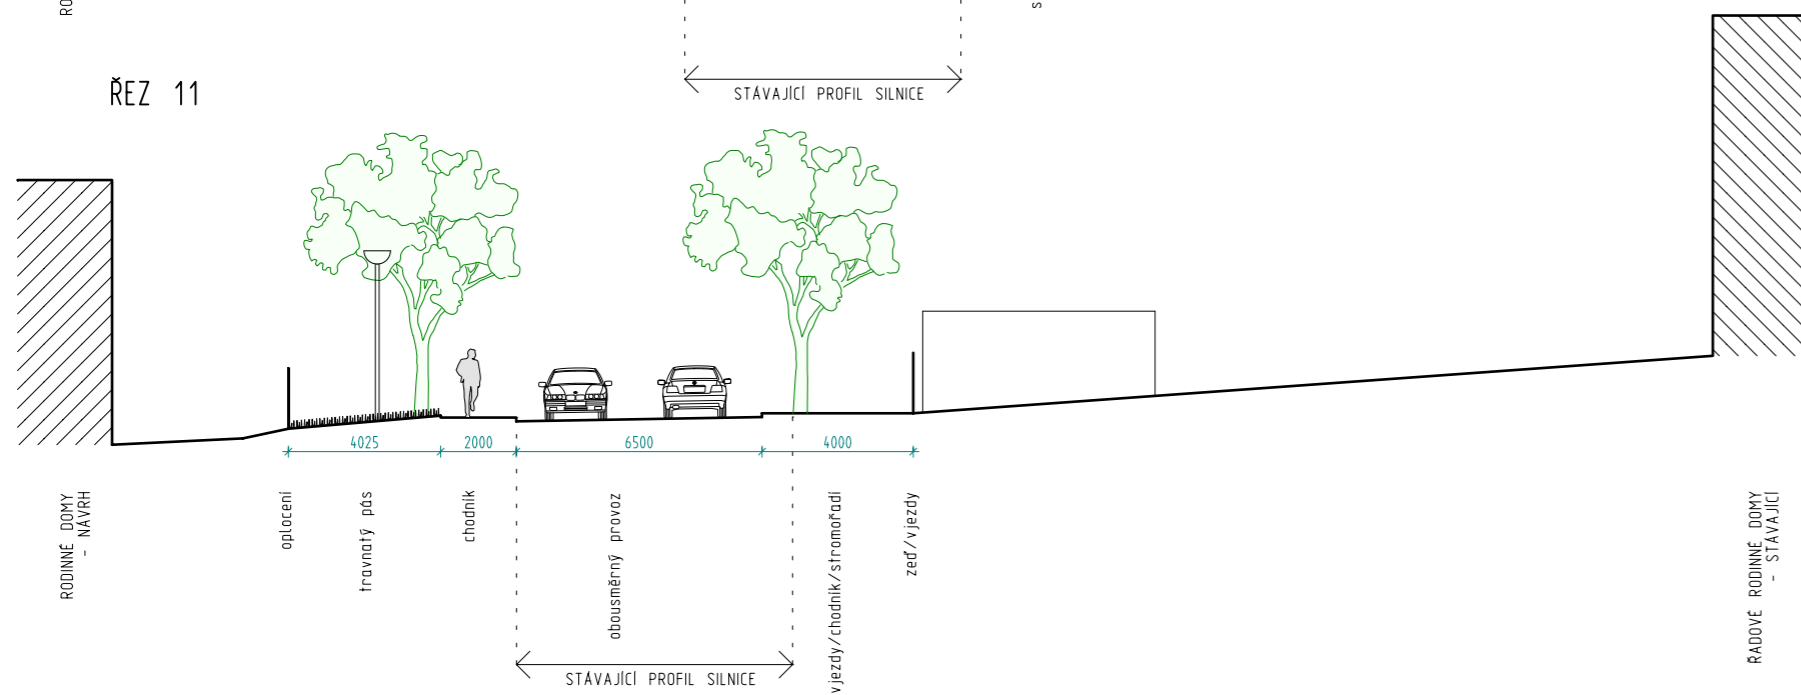 STÁVAJÍCÍ PROFIL SILNICE
ŘEZ 11
4025
2000
6500
4000
RODINNÉ DOMY
- NÁVRH
oplocení
travnatý pás
chodník
obousměrný provoz
vjezdy/chodník/stromořadí
zeď/vjezdy
ŘADOVÉ RODINNÉ DOMY
- STÁVAJÍCÍ
STÁVAJÍCÍ PROFIL SILNICE